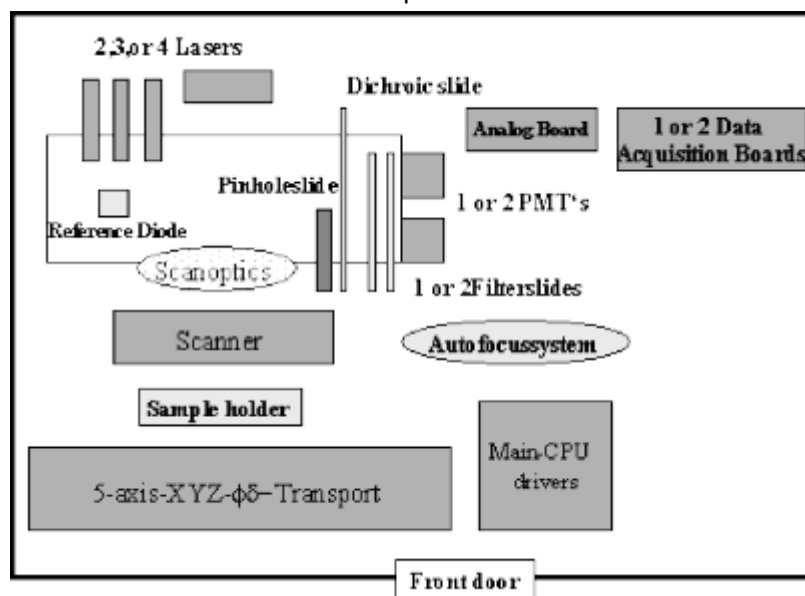 2,3,or 4 Lasers
Dichroic slide
Analog Board
1 or 2 Data
Acquisition Boards
Pinholeslide
1 or 2 PMT's
Reference Diode
Scanoptics
1 or 2Filterslides
Scanner
Autofocussystem
Sample holder
Main-CPU
drivers
5-axis-XYZ-ϕδ-Transport
Front door